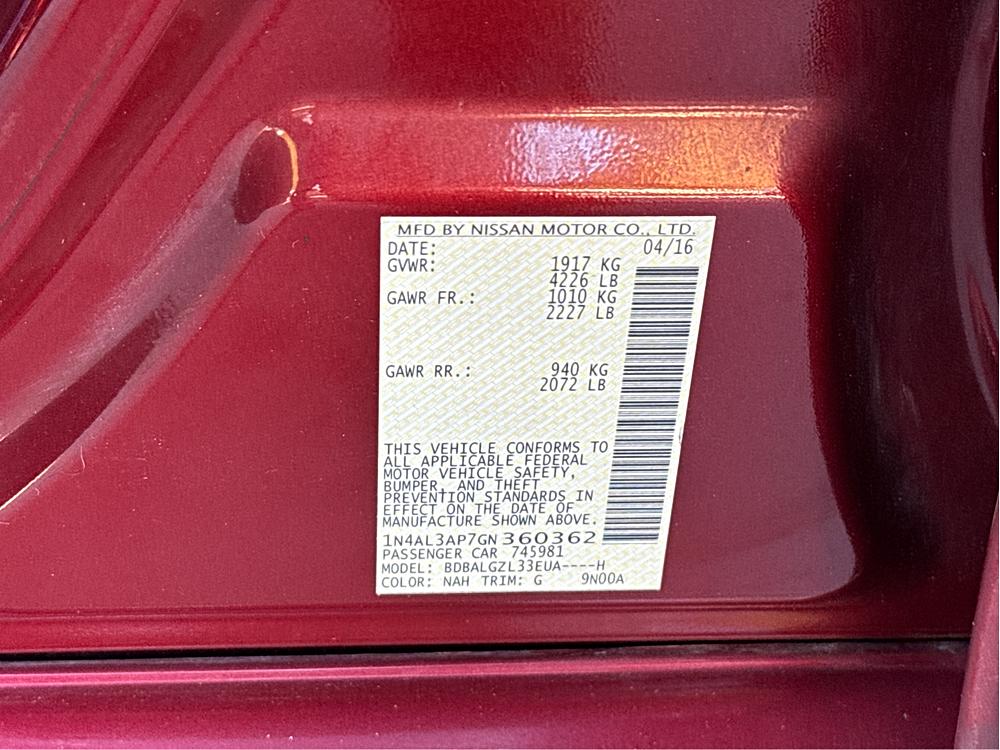 MFD BY NISSAN MOTOR CO., LTD.
DATE: 04/16
GVWR: 1917 KG
4226 LB
GAWR FR.: 1010 KG
2227 LB
GAWR RR.: 940 KG
2072 LB
THIS VEHICLE CONFORMS TO
ALL APPLICABLE FEDERAL
MOTOR VEHICLE SAFETY,
BUMPER, AND THEFT
PREVENTION STANDARDS IN
EFFECT ON THE DATE OF
MANUFACTURE SHOWN ABOVE.
1N4AL3AP7GN360362
PASSENGER CAR 745981
MODEL: BDBALGZL33EUA----H
COLOR: NAH TRIM: G 9N00A